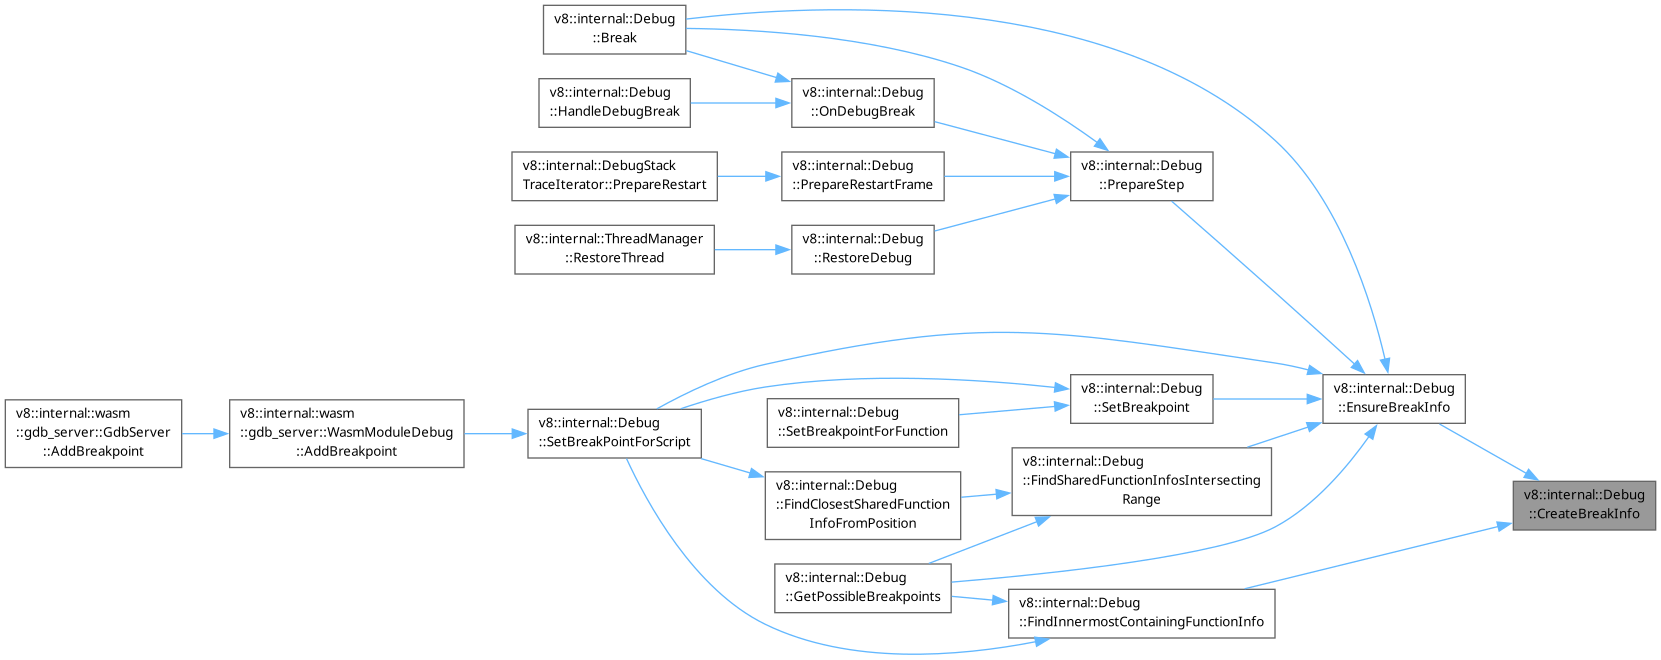 v8::internal::Debug
::Break
v8::internal::Debug
::HandleDebugBreak
v8::internal::Debug
::OnDebugBreak
v8::internal::DebugStack
TraceIterator::PrepareRestart
v8::internal::Debug
::PrepareRestartFrame
v8::internal::Debug
::PrepareStep
v8::internal::ThreadManager
::RestoreThread
v8::internal::Debug
::RestoreDebug
v8::internal::wasm
::gdb_server::GdbServer
::AddBreakpoint
v8::internal::wasm
::gdb_server::WasmModuleDebug
::AddBreakpoint
v8::internal::Debug
::SetBreakPointForScript
v8::internal::Debug
::SetBreakpointForFunction
v8::internal::Debug
::SetBreakpoint
v8::internal::Debug
::EnsureBreakInfo
v8::internal::Debug
::FindClosestSharedFunction
InfoFromPosition
v8::internal::Debug
::FindSharedFunctionInfosIntersecting
Range
v8::internal::Debug
::CreateBreakInfo
v8::internal::Debug
::GetPossibleBreakpoints
v8::internal::Debug
::FindInnermostContainingFunctionInfo